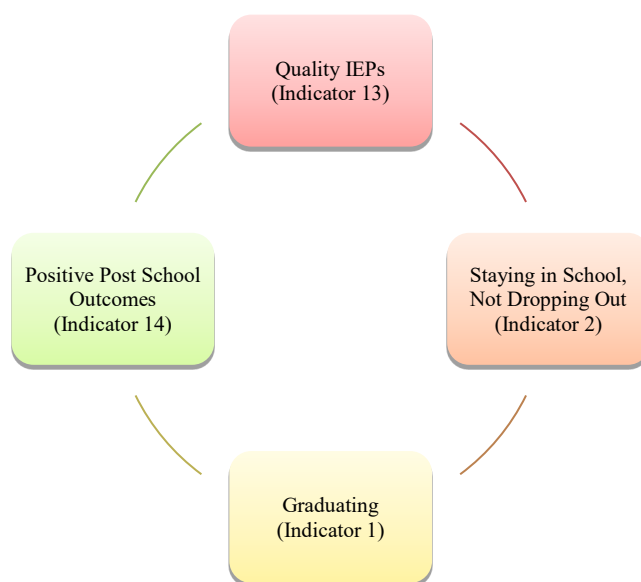 Quality IEPs
(Indicator 13)
Positive Post School
Outcomes
(Indicator 14)
Staying in School,
Not Dropping Out
(Indicator 2)
Graduating
(Indicator 1)